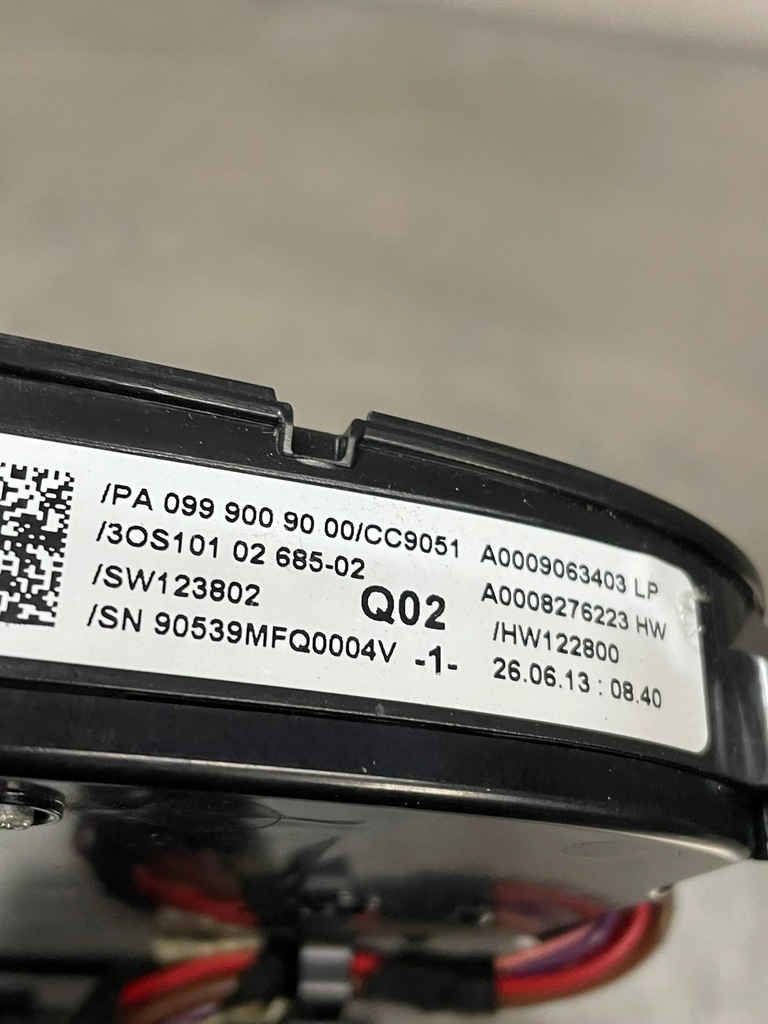 /PA 099 900 90 00/CC9051 A0009063403 LP
/3OS101 02 685-02 A0008276223 HW
/SW123802 Q02 /HW122800
/SN 90539MFQ0004V -1- 26.06.13 : 08.40